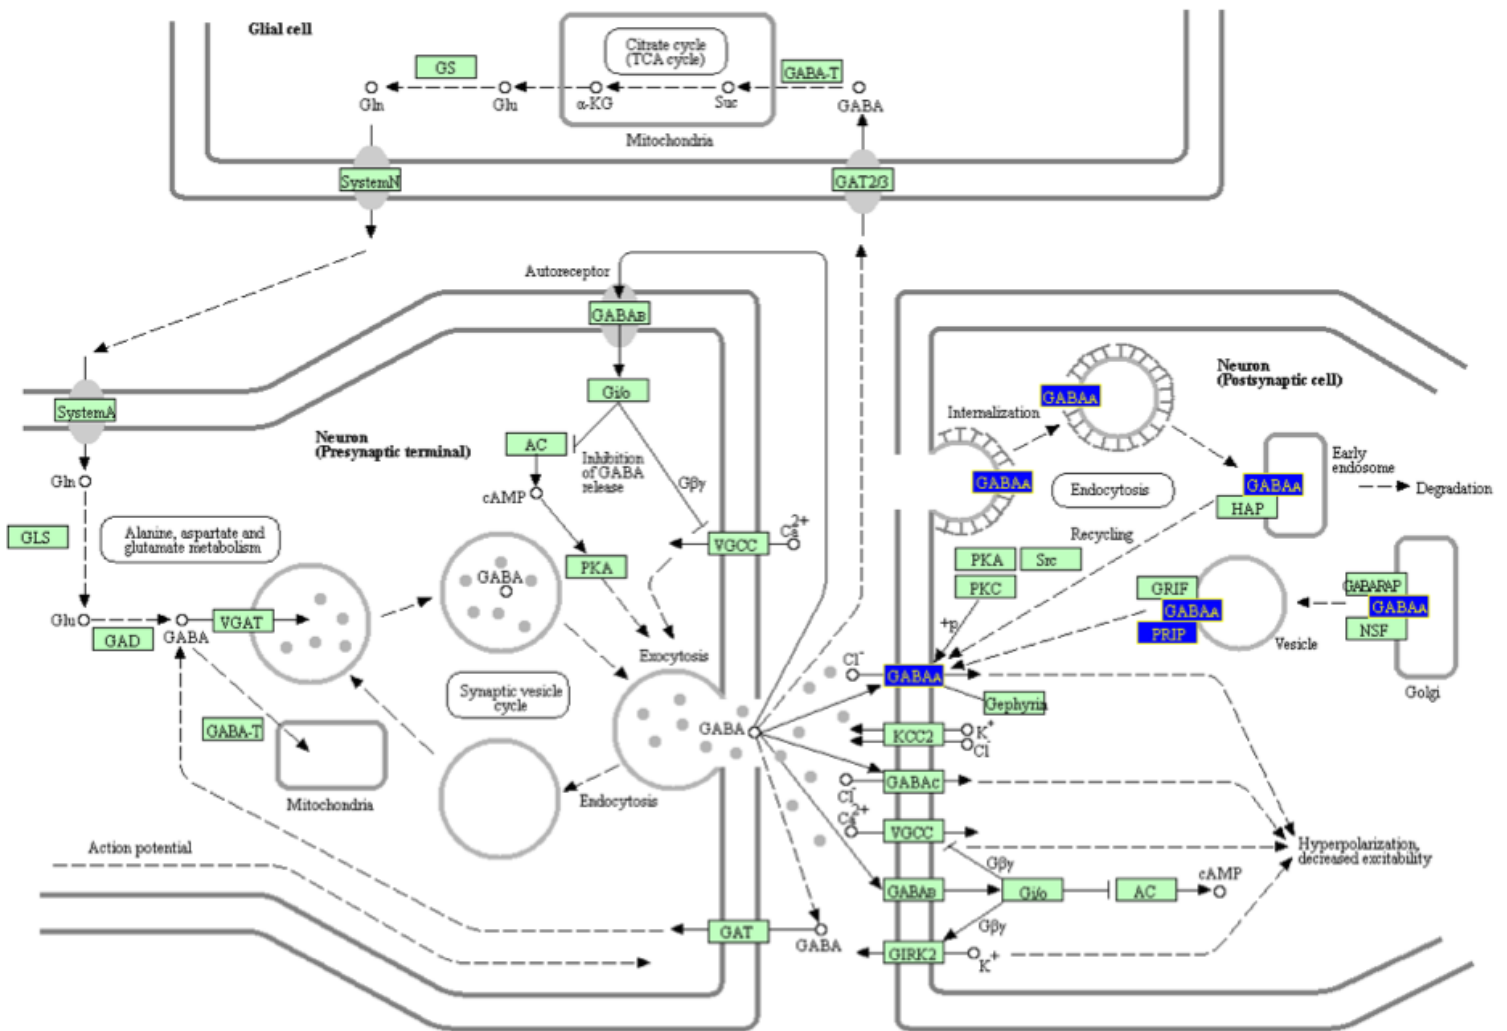 Glial cell
Citrate cycle
(TCA cycle)
GS
GABA-T
Gln
Glu
α-KG
Suc
GABA
Mitochondria
SystemN
GAT2/3
Autoreceptor
GABAB
Gi/o
SystemA
Neuron
(Presynaptic terminal)
AC
Inhibition
of GABA
release
Gβγ
cAMP
Gln
GLS
Alanine, aspartate and
glutamate metabolism
GABA
PKA
VGCC
Ca2+
Glu
GAD
GABA
VGAT
Exocytosis
Synaptic vesicle
cycle
GABA-T
GABA
Mitochondria
Endocytosis
Action potential
GAT
GABA
Neuron
(Postsynaptic cell)
GABAA
Internalization
GABAA
Endocytosis
Early
endosome
GABAA
HAP
Degradation
Recycling
PKA
Src
PKC
+p
GRIF
GABAA
PRIP
Vesicle
GABARAP
GABAA
NSF
Golgi
Cl-
GABAA
Gephyrin
KCC2
K+
Cl-
GABAC
Cl-
Ca2+
VGCC
Gβγ
Hyperpolarization,
decreased excitability
GABAB
Gi/o
AC
cAMP
Gβγ
GIRK2
K+